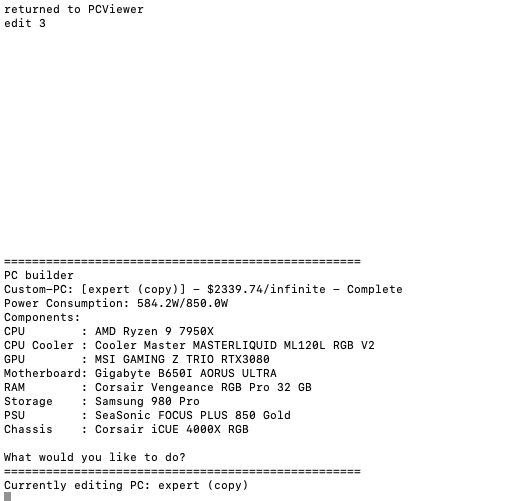 returned to PCViewer
edit 3
===================================================
PC builder
Custom-PC: [expert (copy)] - $2339.74/infinite - Complete
Power Consumption: 584.2W/850.0W
Components:
CPU        : AMD Ryzen 9 7950X
CPU Cooler : Cooler Master MASTERLIQUID ML120L RGB V2
GPU        : MSI GAMING Z TRIO RTX3080
Motherboard: Gigabyte B650I AORUS ULTRA
RAM        : Corsair Vengeance RGB Pro 32 GB
Storage    : Samsung 980 Pro
PSU        : SeaSonic FOCUS PLUS 850 Gold
Chassis    : Corsair iCUE 4000X RGB
What would you like to do?
===================================================
Currently editing PC: expert (copy)